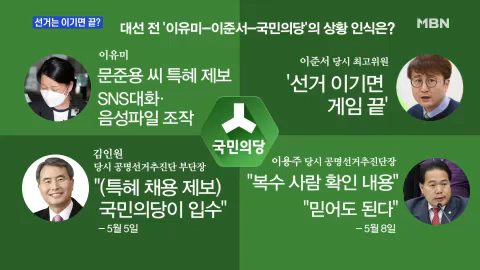 선거는 이기면 끝?
대선 전 '이유미–이준서–국민의당'의 상황 인식은?
MBN
이유미
문준용 씨 특혜 제보
SNS대화·
음성파일 조작
이준서 당시 최고위원
'선거 이기면
게임 끝'
국민의당
김인원
당시 공명선거추진단 부단장
"(특혜 채용 제보)
국민의당이 입수"
– 5월 5일
이용주 당시 공명선거추진단장
"복수 사람 확인 내용"
"믿어도 된다"
– 5월 8일